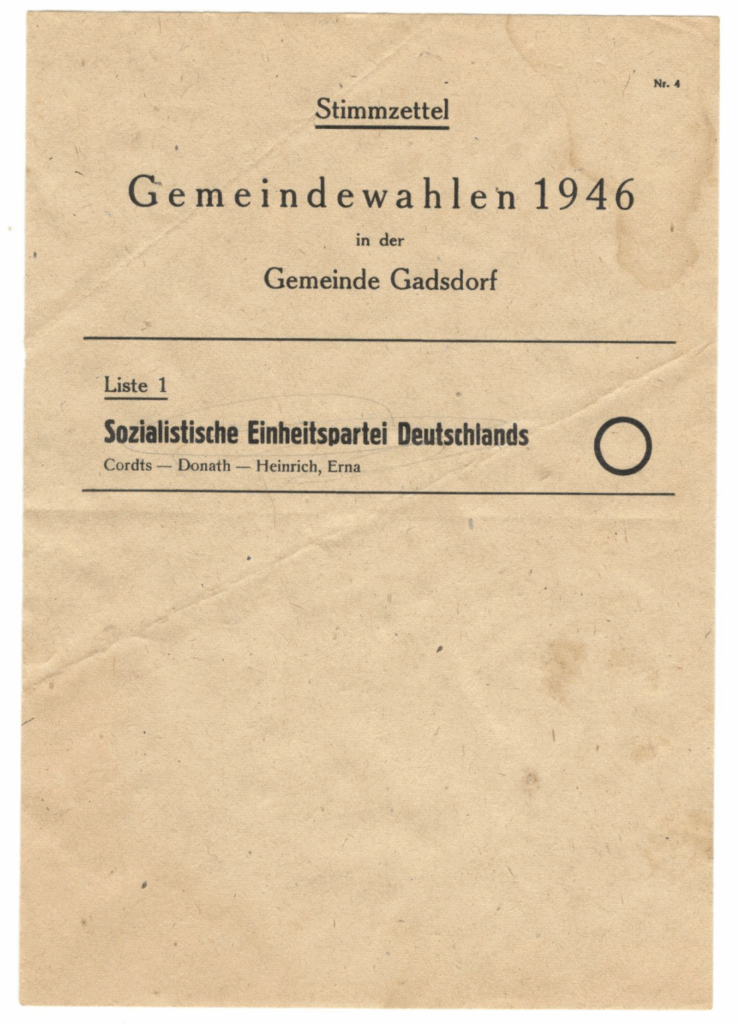 Nr. 4
Stimmzettel
Gemeindewahlen 1946
in der
Gemeinde Gadsdorf
Liste 1
Sozialistische Einheitspartei Deutschlands
Cordts — Donath — Heinrich, Erna